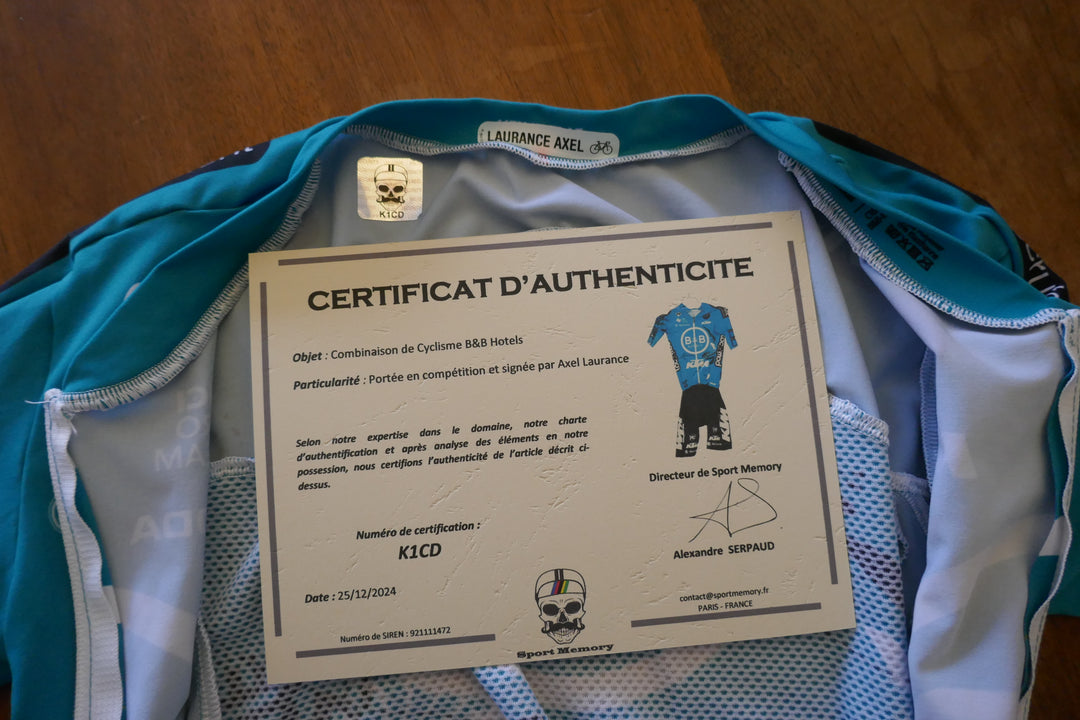 LAURANCE AXEL
K1CD
CERTIFICAT D'AUTHENTICITE
Objet : Combinaison de Cyclisme B&B Hotels
Particularité : Portée en compétition et signée par Axel Laurance
B&B
KTM
Selon notre expertise dans le domaine, notre charte
d'authentification et après analyse des éléments en notre
possession, nous certifions l'authenticité de l'article décrit ci-
dessus.
Directeur de Sport Memory
Alexandre SERPAUD
Numéro de certification :
K1CD
Date : 25/12/2024
contact@sportmemory.fr
PARIS - FRANCE
Numéro de SIREN : 921111472
Sport Memory